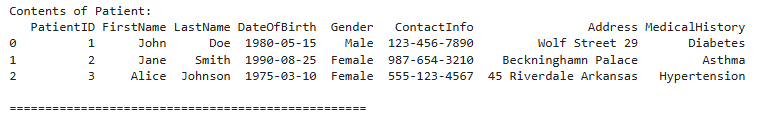 Contents of Patient:
PatientID FirstName LastName DateOfBirth Gender ContactInfo Address MedicalHistory
0 1 John Doe 1980-05-15 Male 123-456-7890 Wolf Street 29 Diabetes
1 2 Jane Smith 1990-08-25 Female 987-654-3210 Beckninghamn Palace Asthma
2 3 Alice Johnson 1975-03-10 Female 555-123-4567 45 Riverdale Arkansas Hypertension
==================================================